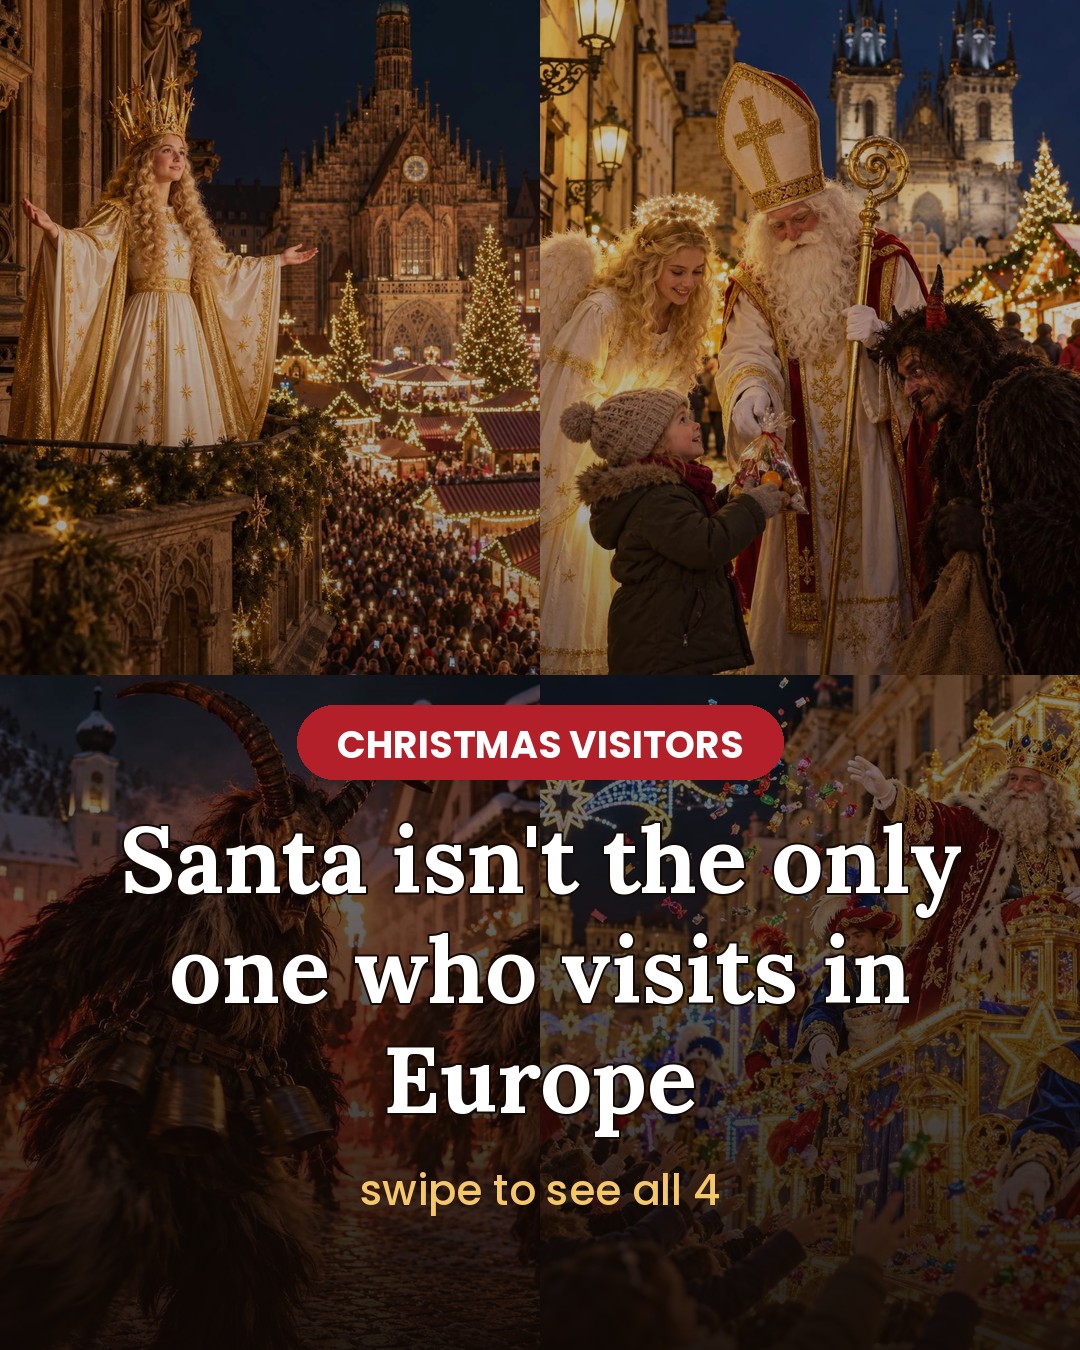 CHRISTMAS VISITORS
Santa isn't the only
one who visits in
Europe
swipe to see all 4